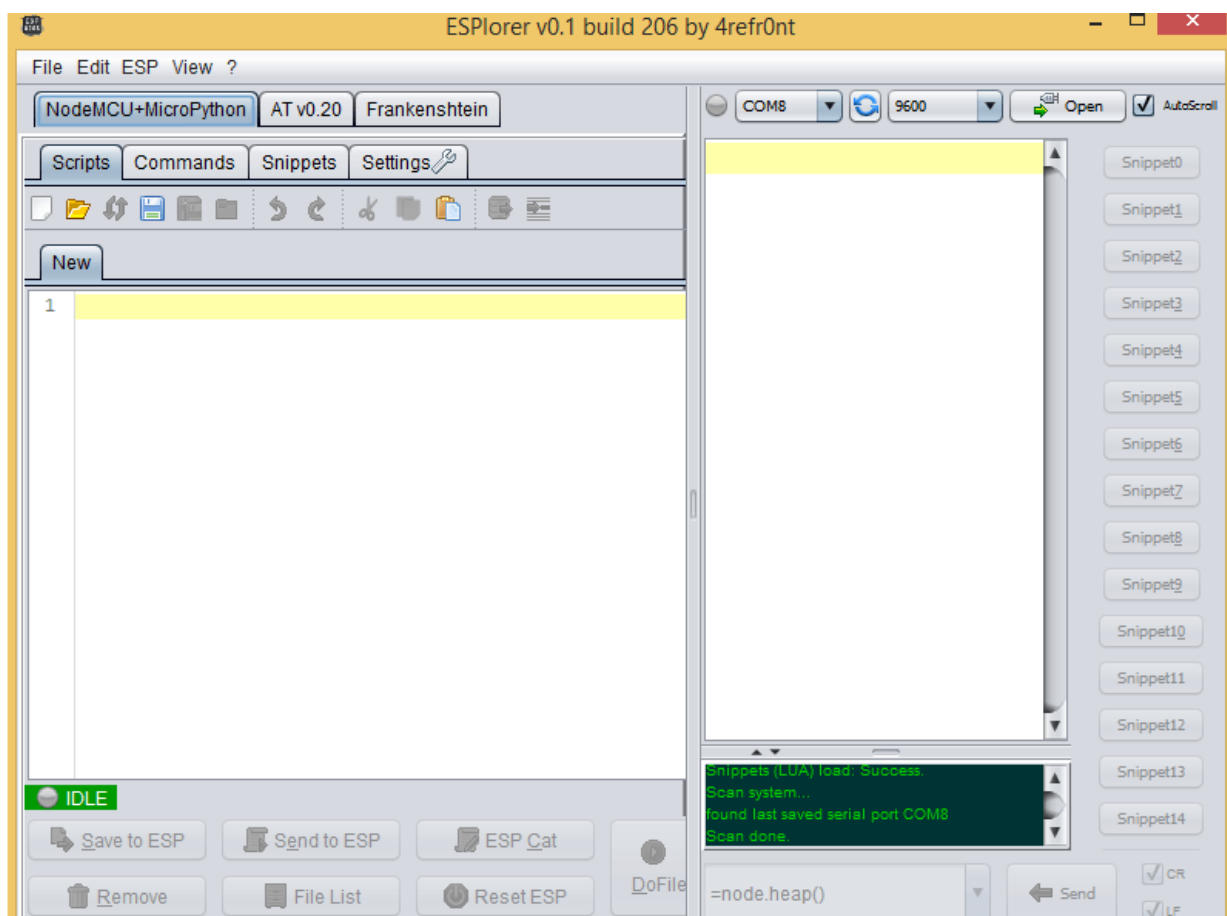 ESPlorer v0.1 build 206 by 4refr0nt
File Edit ESP View ?
NodeMCU+MicroPython AT v0.20 Frankenshtein
COM8 9600 Open AutoScroll
Scripts Commands Snippets Settings
New
1
Snippet0
Snippet1
Snippet2
Snippet3
Snippet4
Snippet5
Snippet6
Snippet7
Snippet8
Snippet9
Snippet10
Snippet11
Snippet12
Snippet13
Snippet14
Snippets (LUA) load: Success.
Scan system...
found last saved serial port COM8
Scan done.
IDLE
Save to ESP Send to ESP ESP Cat
DoFile
Remove File List Reset ESP
=node.heap() Send
CR
LF